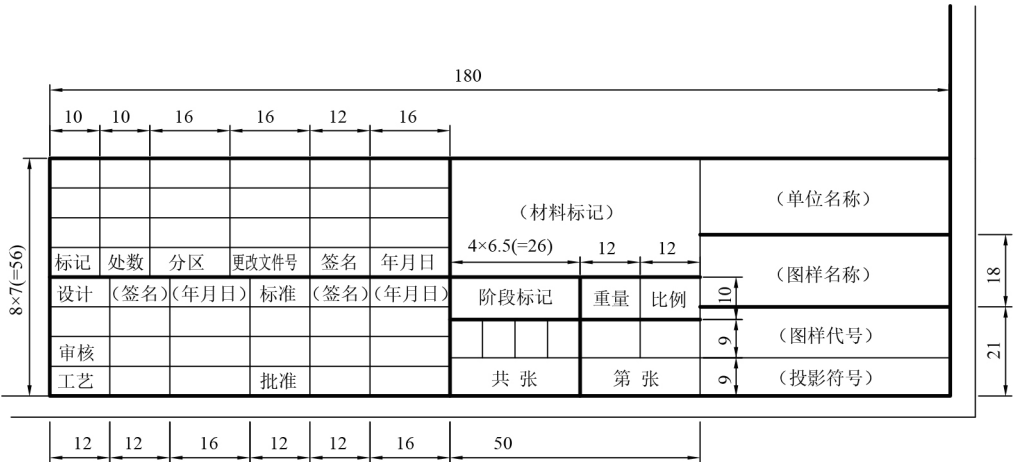 180
10 10 16 16 12 16
(单位名称)
(材料标记)
4×6.5(=26) 12 12
8×7(=56)
标记 处数 分区 更改文件号 签名 年月日
(图样名称)
18
设计 (签名) (年月日) 标准 (签名) (年月日) 阶段标记 重量 比例 10
(图样代号)
9
21
审核
工艺 批准 共 张 第 张 9 (投影符号)
12 12 16 12 12 16 50